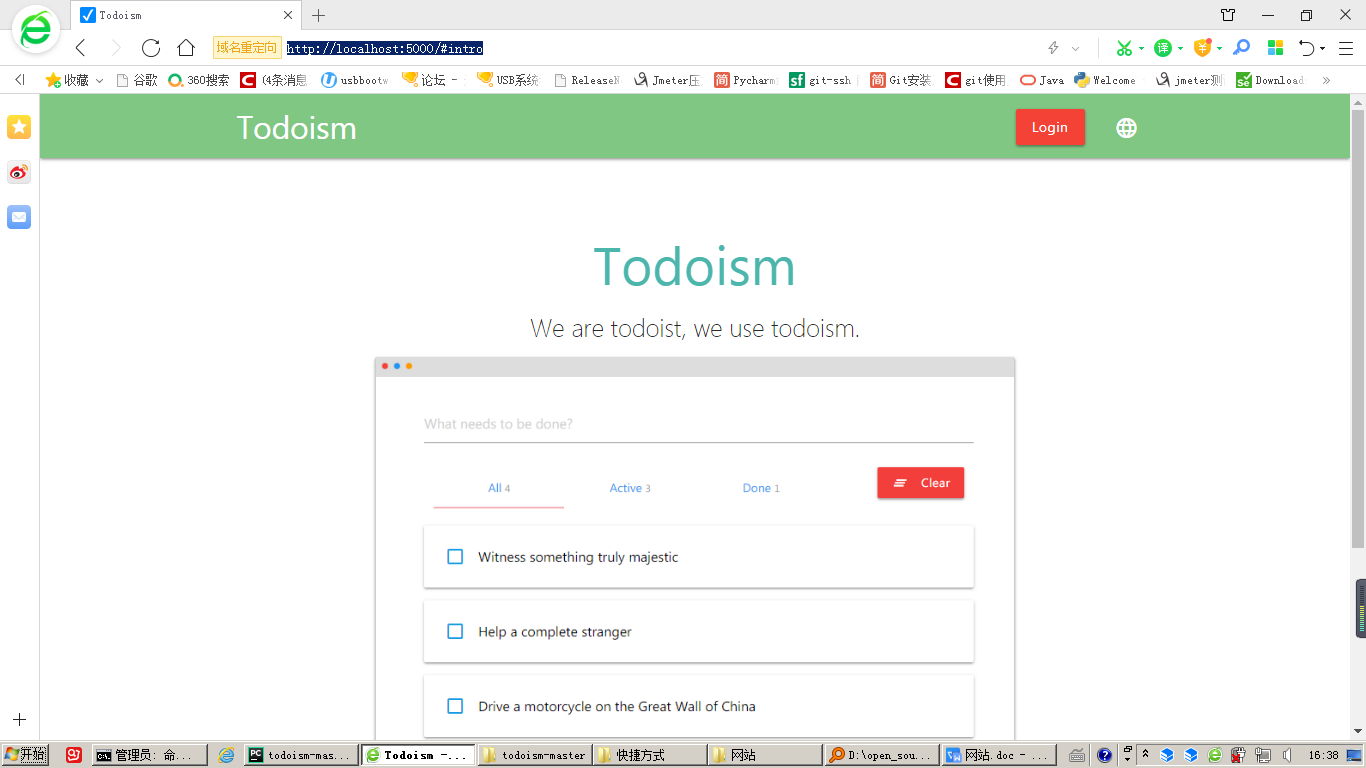 Todoism
域名重定向 http://localhost:5000/#intro
译
收藏 谷歌 360搜索 (4条消息 usbbootw 论坛 - USB系统 ReleaseN Jmeter压 Pycharm git-ssh Git安装 git使用 Java Welcome jmeter测 Download
Todoism Login
Todoism
We are todoist, we use todoism.
What needs to be done?
All 4 Active 3 Done 1 Clear
Witness something truly majestic
Help a complete stranger
Drive a motorcycle on the Great Wall of China
开始 管理员: 命... todoism-mas... Todoism -... todoism-master 快捷方式 网站 D:\open_sou... 网站.doc - ... 16:38